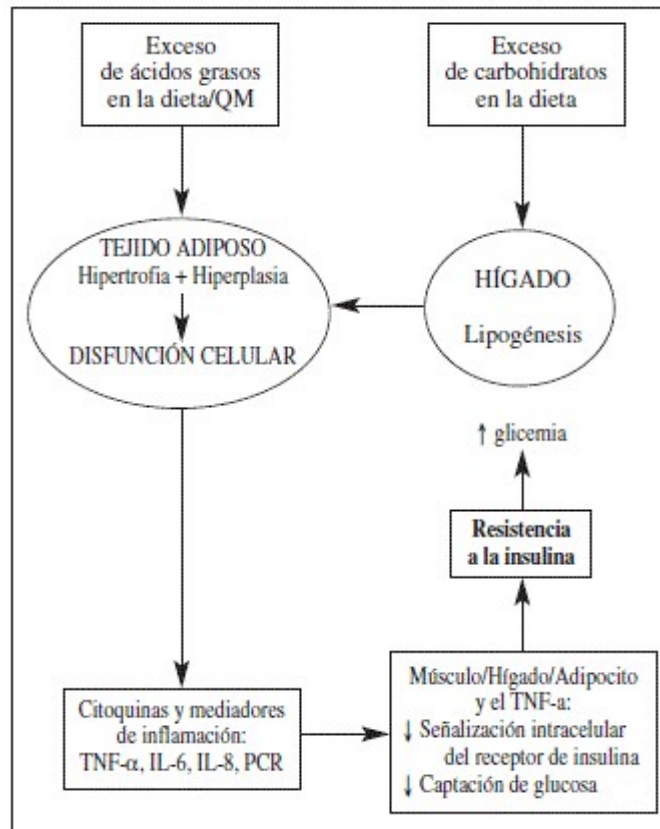 Exceso
de ácidos grasos
en la dieta/QM
Exceso
de carbohidratos
en la dieta
TEJIDO ADIPOSO
Hipertrofia + Hiperplasia
DISFUNCIÓN CELULAR
HÍGADO
Lipogénesis
↑ glicemia
Resistencia
a la insulina
Citoquinas y mediadores
de inflamación:
TNF-α, IL-6, IL-8, PCR
Músculo/Hígado/Adipocito
y el TNF-a:
↓ Señalización intracelular
del receptor de insulina
↓ Captación de glucosa